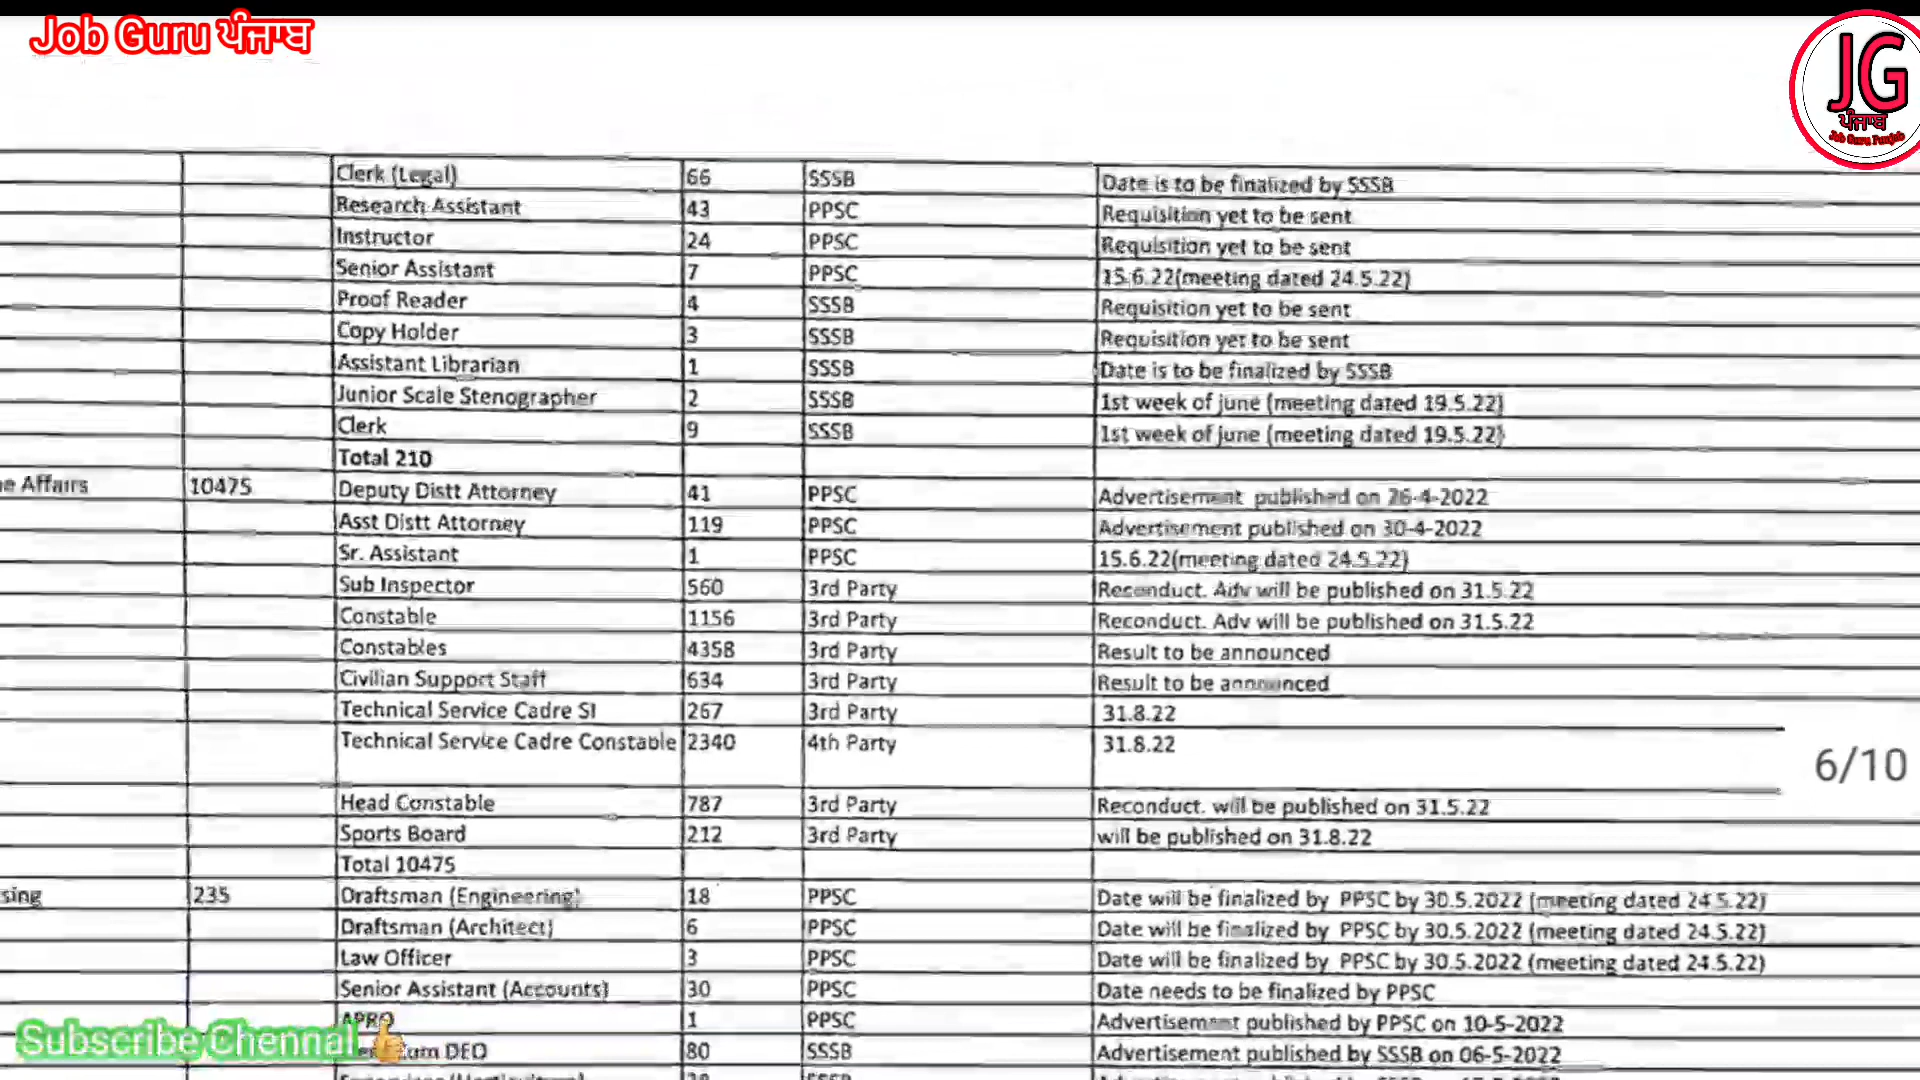 Job Guru ਪੰਜਾਬ
JG
ਪੰਜਾਬ
Job Guru Punjab
Clerk (Legal) 66 SSSB Date is to be finalized by SSSB
Research Assistant 43 PPSC Requisition yet to be sent
Instructor 24 PPSC Requisition yet to be sent
Senior Assistant 7 PPSC 15.6.22(meeting dated 24.5.22)
Proof Reader 4 SSSB Requisition yet to be sent
Copy Holder 3 SSSB Requisition yet to be sent
Assistant Librarian 1 SSSB Date is to be finalized by SSSB
Junior Scale Stenographer 2 SSSB 1st week of june (meeting dated 19.5.22)
Clerk 9 SSSB 1st week of june (meeting dated 19.5.22)
Total 210
e Affairs 10475 Deputy Distt Attorney 41 PPSC Advertisement published on 26-4-2022
Asst Distt Attorney 119 PPSC Advertisement published on 30-4-2022
Sr. Assistant 1 PPSC 15.6.22(meeting dated 24.5.22)
Sub Inspector 560 3rd Party Reconduct. Adv will be published on 31.5.22
Constable 1156 3rd Party Reconduct. Adv will be published on 31.5.22
Constables 4358 3rd Party Result to be announced
Civilian Support Staff 634 3rd Party Result to be announced
Technical Service Cadre SI 267 3rd Party 31.8.22
Technical Service Cadre Constable 2340 4th Party 31.8.22
6/10
Head Constable 787 3rd Party Reconduct. will be published on 31.5.22
Sports Board 212 3rd Party will be published on 31.8.22
Total 10475
sing 235 Draftsman (Engineering) 18 PPSC Date will be finalized by PPSC by 30.5.2022 (meeting dated 24.5.22)
Draftsman (Architect) 6 PPSC Date will be finalized by PPSC by 30.5.2022 (meeting dated 24.5.22)
Law Officer 3 PPSC Date will be finalized by PPSC by 30.5.2022 (meeting dated 24.5.22)
Senior Assistant (Accounts) 30 PPSC Date needs to be finalized by PPSC
APRO 1 PPSC Advertisement published by PPSC on 10-5-2022
Subscribe Chennal
cum DEO 80 SSSB Advertisement published by SSSB on 06-5-2022